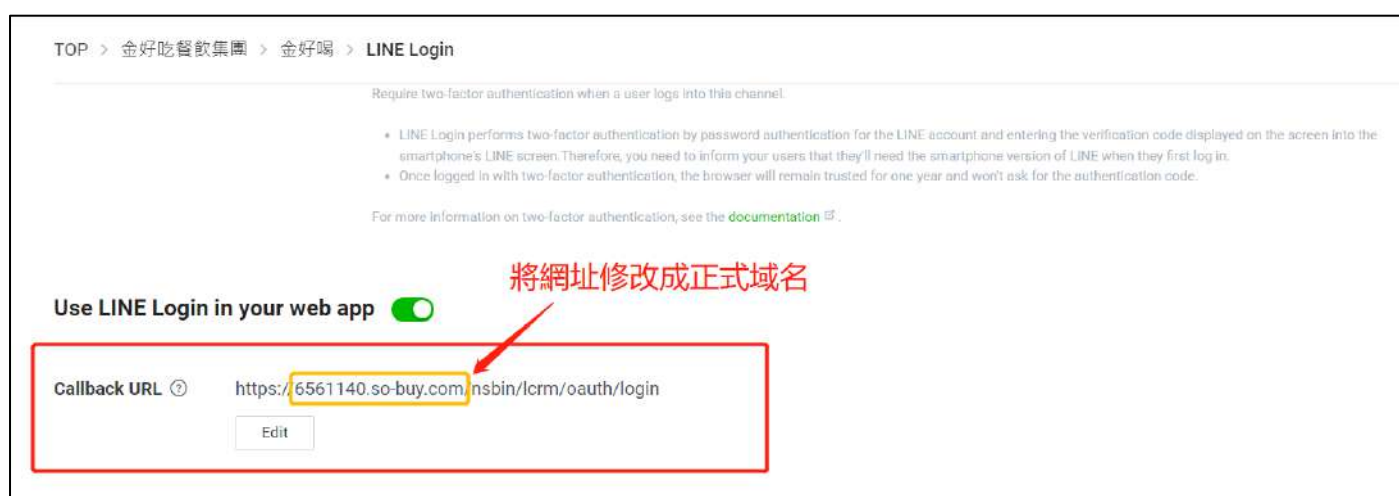 TOP > 金好吃餐飲集團 > 金好喝 > LINE Login
Require two-factor authentication when a user logs into this channel.
• LINE Login performs two-factor authentication by password authentication for the LINE account and entering the verification code displayed on the screen into the
smartphone's LINE screen. Therefore, you need to inform your users that they'll need the smartphone version of LINE when they first log in.
• Once logged in with two-factor authentication, the browser will remain trusted for one year and won't ask for the authentication code.
For more information on two-factor authentication, see the documentation.
將網址修改成正式域名
Use LINE Login in your web app
Callback URL ? https://6561140.so-buy.com/nsbin/lcrm/oauth/login
Edit